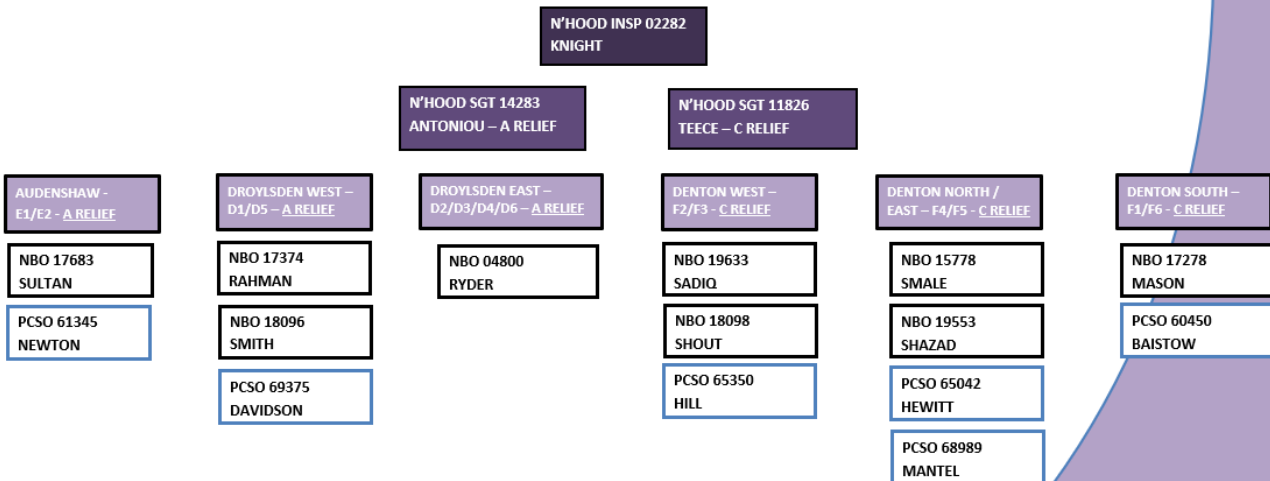 N'HOOD INSP 02282
KNIGHT
N'HOOD SGT 14283
ANTONIOU – A RELIEF
N'HOOD SGT 11826
TEECE – C RELIEF
AUDENSHAW -
E1/E2 - A RELIEF
NBO 17683
SULTAN
PCSO 61345
NEWTON
DROYLSDEN WEST –
D1/D5 – A RELIEF
NBO 17374
RAHMAN
NBO 18096
SMITH
PCSO 69375
DAVIDSON
DROYLSDEN EAST –
D2/D3/D4/D6 – A RELIEF
NBO 04800
RYDER
DENTON WEST –
F2/F3 - C RELIEF
NBO 19633
SADIQ
NBO 18098
SHOUT
PCSO 65350
HILL
DENTON NORTH /
EAST – F4/F5 - C RELIEF
NBO 15778
SMALE
NBO 19553
SHAZAD
PCSO 65042
HEWITT
PCSO 68989
MANTEL
DENTON SOUTH –
F1/F6 - C RELIEF
NBO 17278
MASON
PCSO 60450
BAISTOW